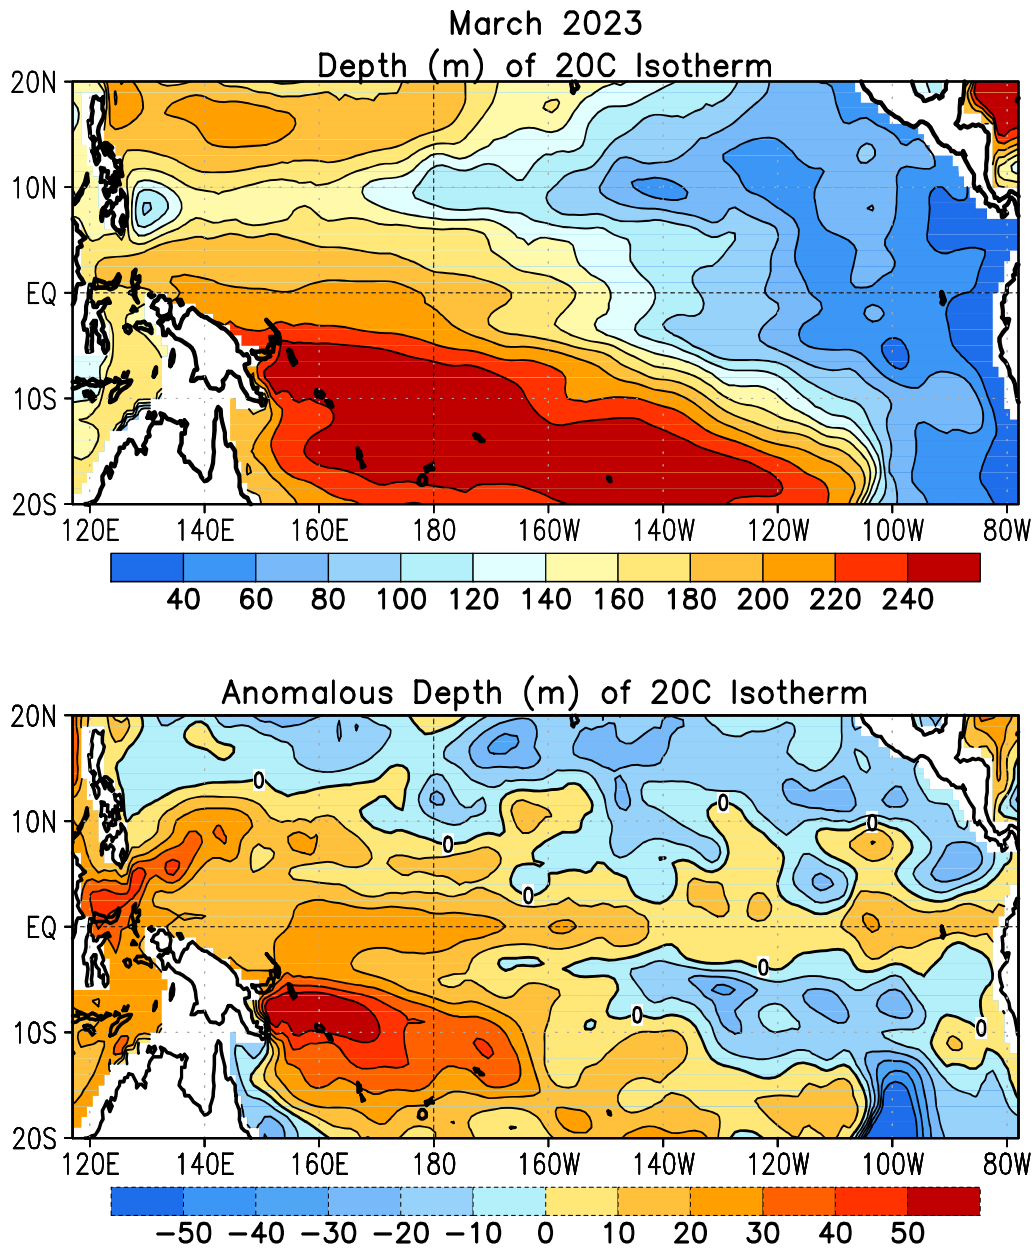 March 2023
Depth (m) of 20C Isotherm
20N
10N
EQ
10S
20S
120E 140E 160E 180 160W 140W 120W 100W 80W
40 60 80 100 120 140 160 180 200 220 240
Anomalous Depth (m) of 20C Isotherm
20N
0
0
0
10N
0
0
EQ
0
0
0
10S
20S
120E 140E 160E 180 160W 140W 120W 100W 80W
−50 −40 −30 −20 −10 0 10 20 30 40 50